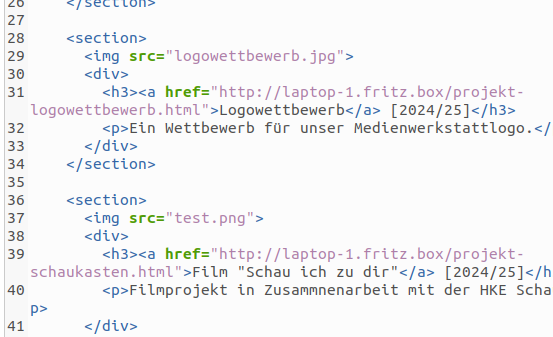 26 </section>
27
28 <section>
29 <img src="logowettbewerb.jpg">
30 <div>
31 <h3><a href="http://laptop-1.fritz.box/projekt-
logowettbewerb.html">Logowettbewerb</a> [2024/25]</h3>
32 <p>Ein Wettbewerb für unser Medienwerkstattlogo.</
33 </div>
34 </section>
35
36 <section>
37 <img src="test.png">
38 <div>
39 <h3><a href="http://laptop-1.fritz.box/projekt-
schaukasten.html">Film "Schau ich zu dir"</a> [2024/25]</h
40 <p>Filmprojekt in Zusammnenarbeit mit der HKE Scha
p>
41 </div>